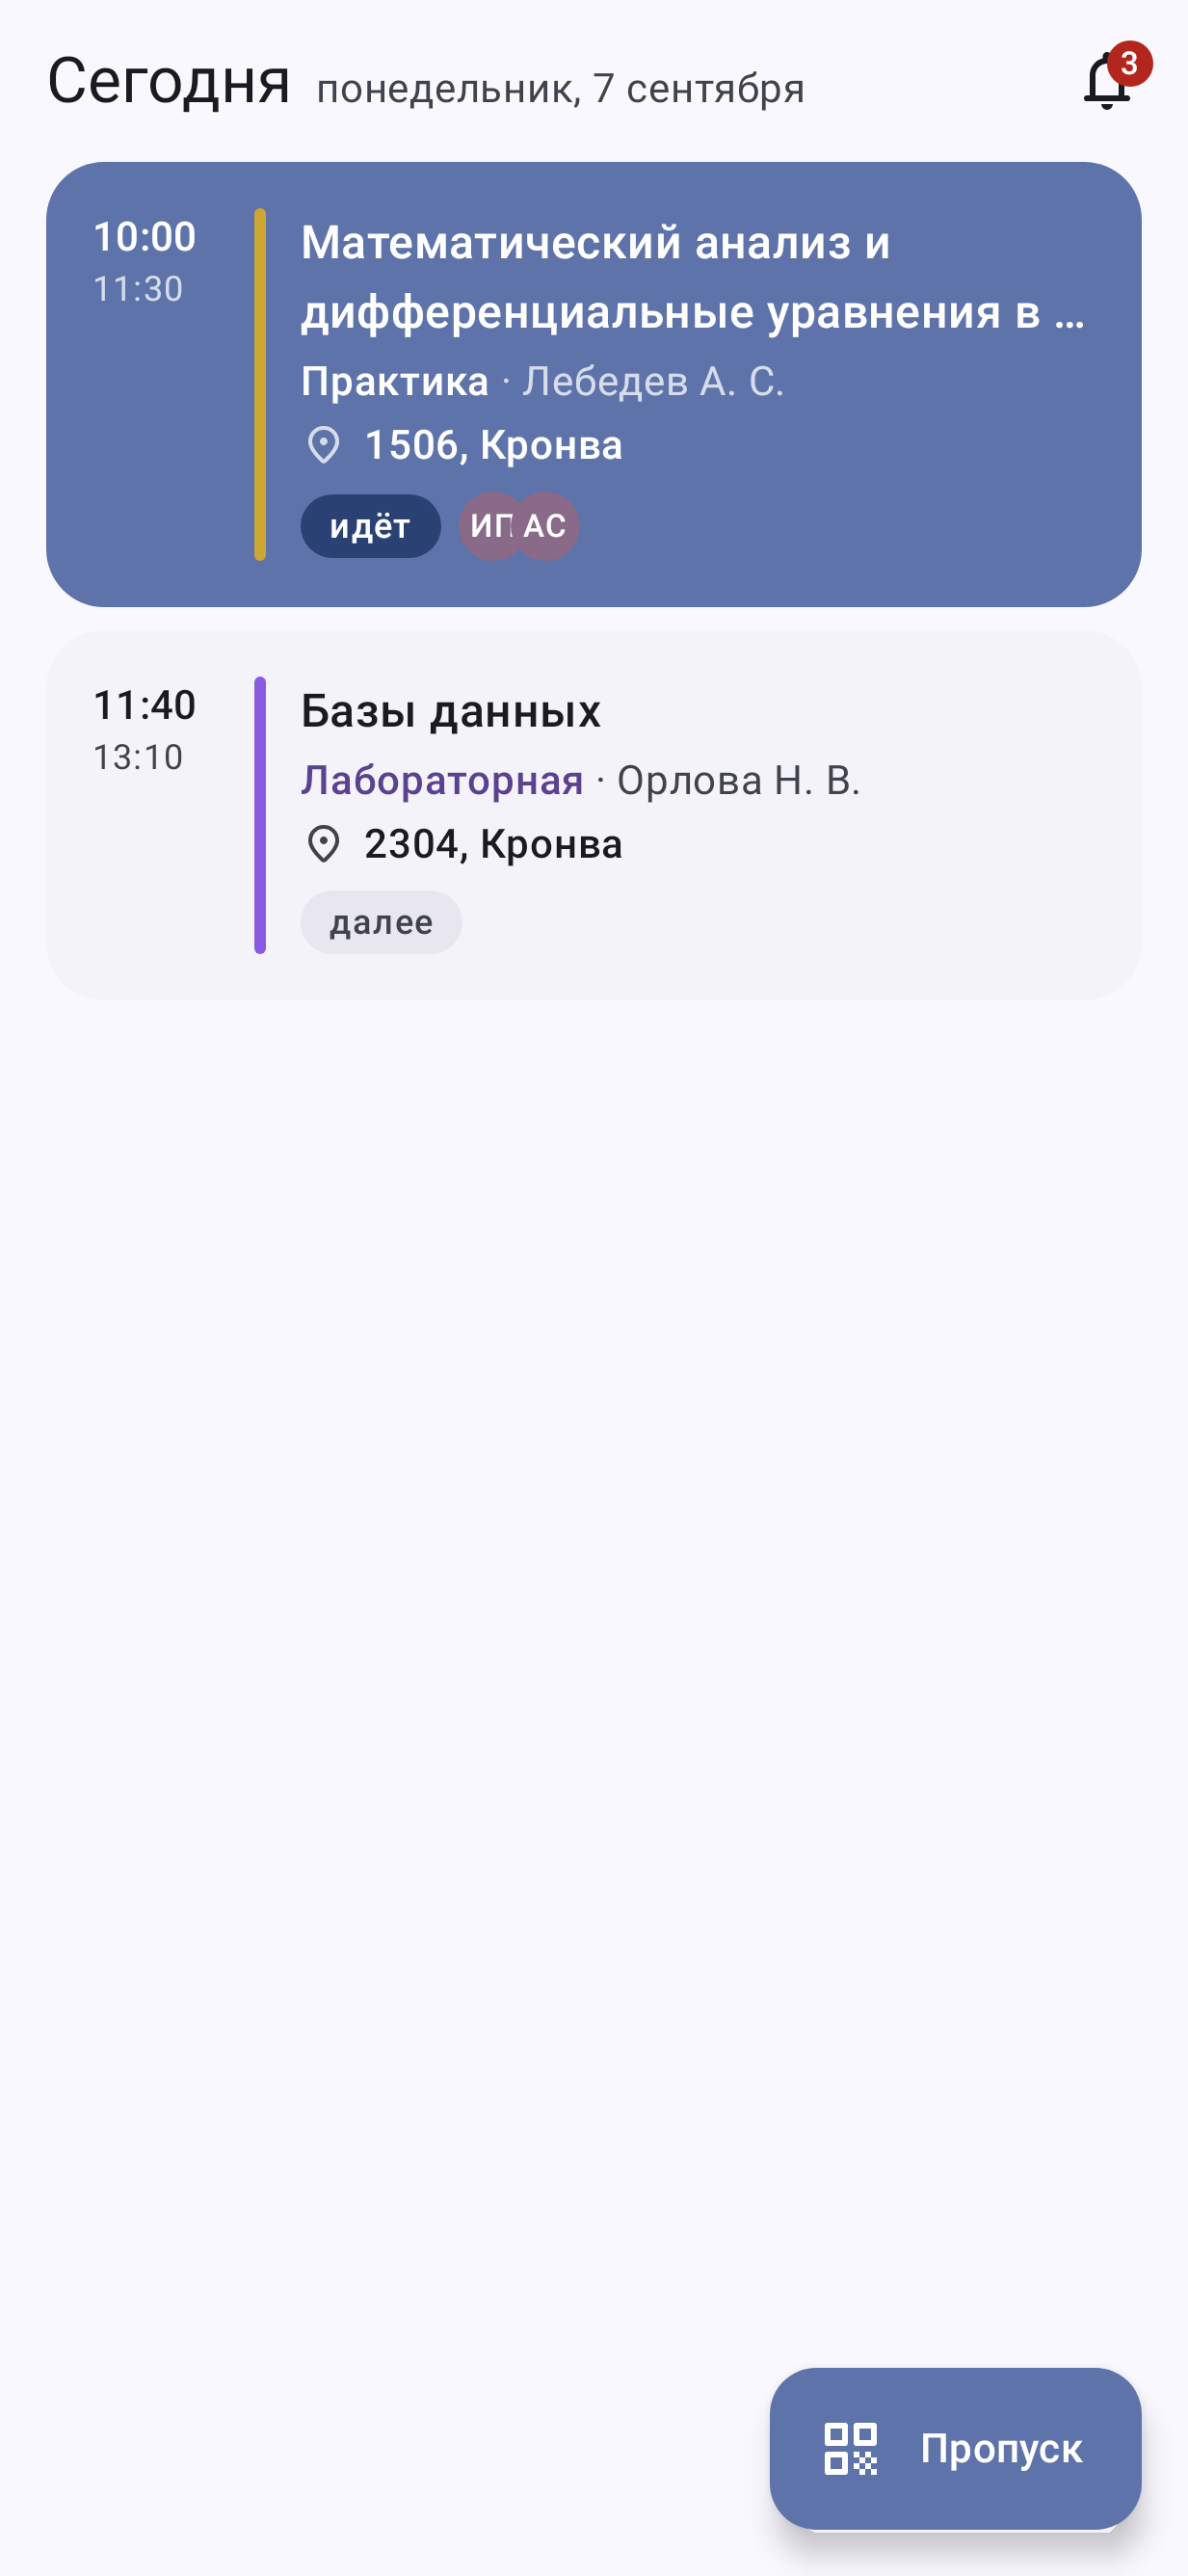 Сегодня понедельник, 7 сентября
3
10:00
11:30
Математический анализ и
дифференциальные уравнения в …
Практика · Лебедев А. С.
1506, Кронва
идёт ИП АС
11:40
13:10
Базы данных
Лабораторная · Орлова Н. В.
2304, Кронва
далее
Пропуск